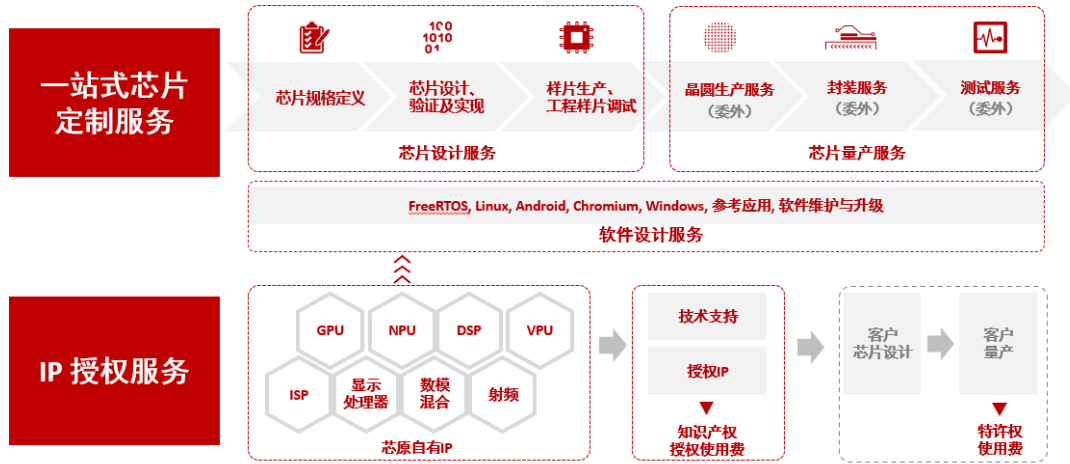 一站式芯片
定制服务
芯片规格定义
芯片设计、
验证及实现
样片生产、
工程样片调试
芯片设计服务
晶圆生产服务
（委外）
封装服务
（委外）
测试服务
（委外）
芯片量产服务
FreeRTOS, Linux, Android, Chromium, Windows, 参考应用, 软件维护与升级
软件设计服务
IP 授权服务
GPU
NPU
DSP
VPU
ISP
显示
处理器
数模
混合
射频
芯原自有IP
技术支持
授权IP
知识产权
授权使用费
客户
芯片设计
客户
量产
特许权
使用费